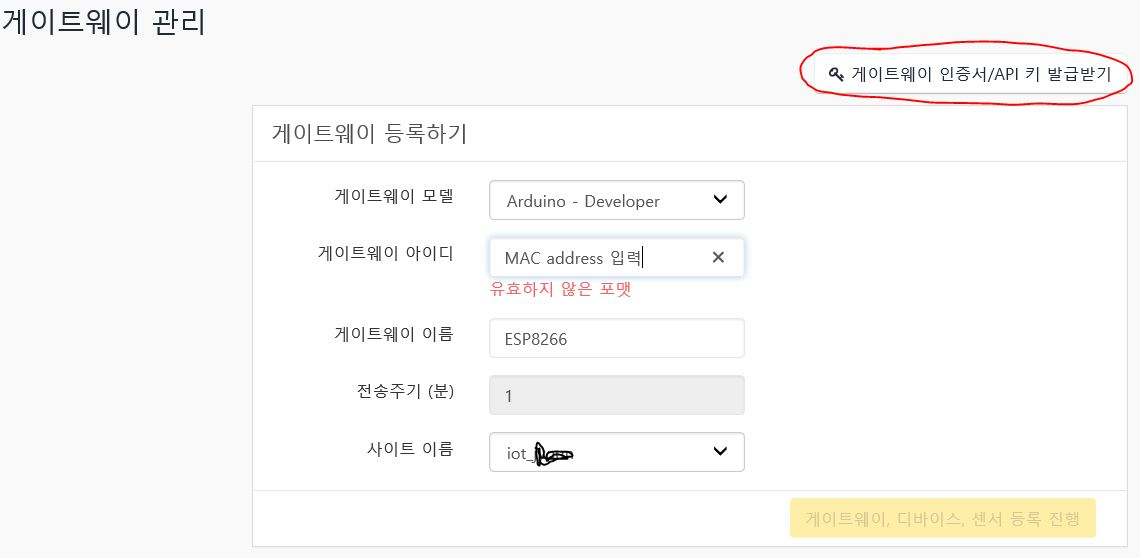 게이트웨이 관리
게이트웨이 인증서/API 키 발급받기
게이트웨이 등록하기
게이트웨이 모델
Arduino - Developer
게이트웨이 아이디
MAC address 입력
유효하지 않은 포맷
게이트웨이 이름
ESP8266
전송주기 (분)
1
사이트 이름
iot_
게이트웨이, 디바이스, 센서 등록 진행